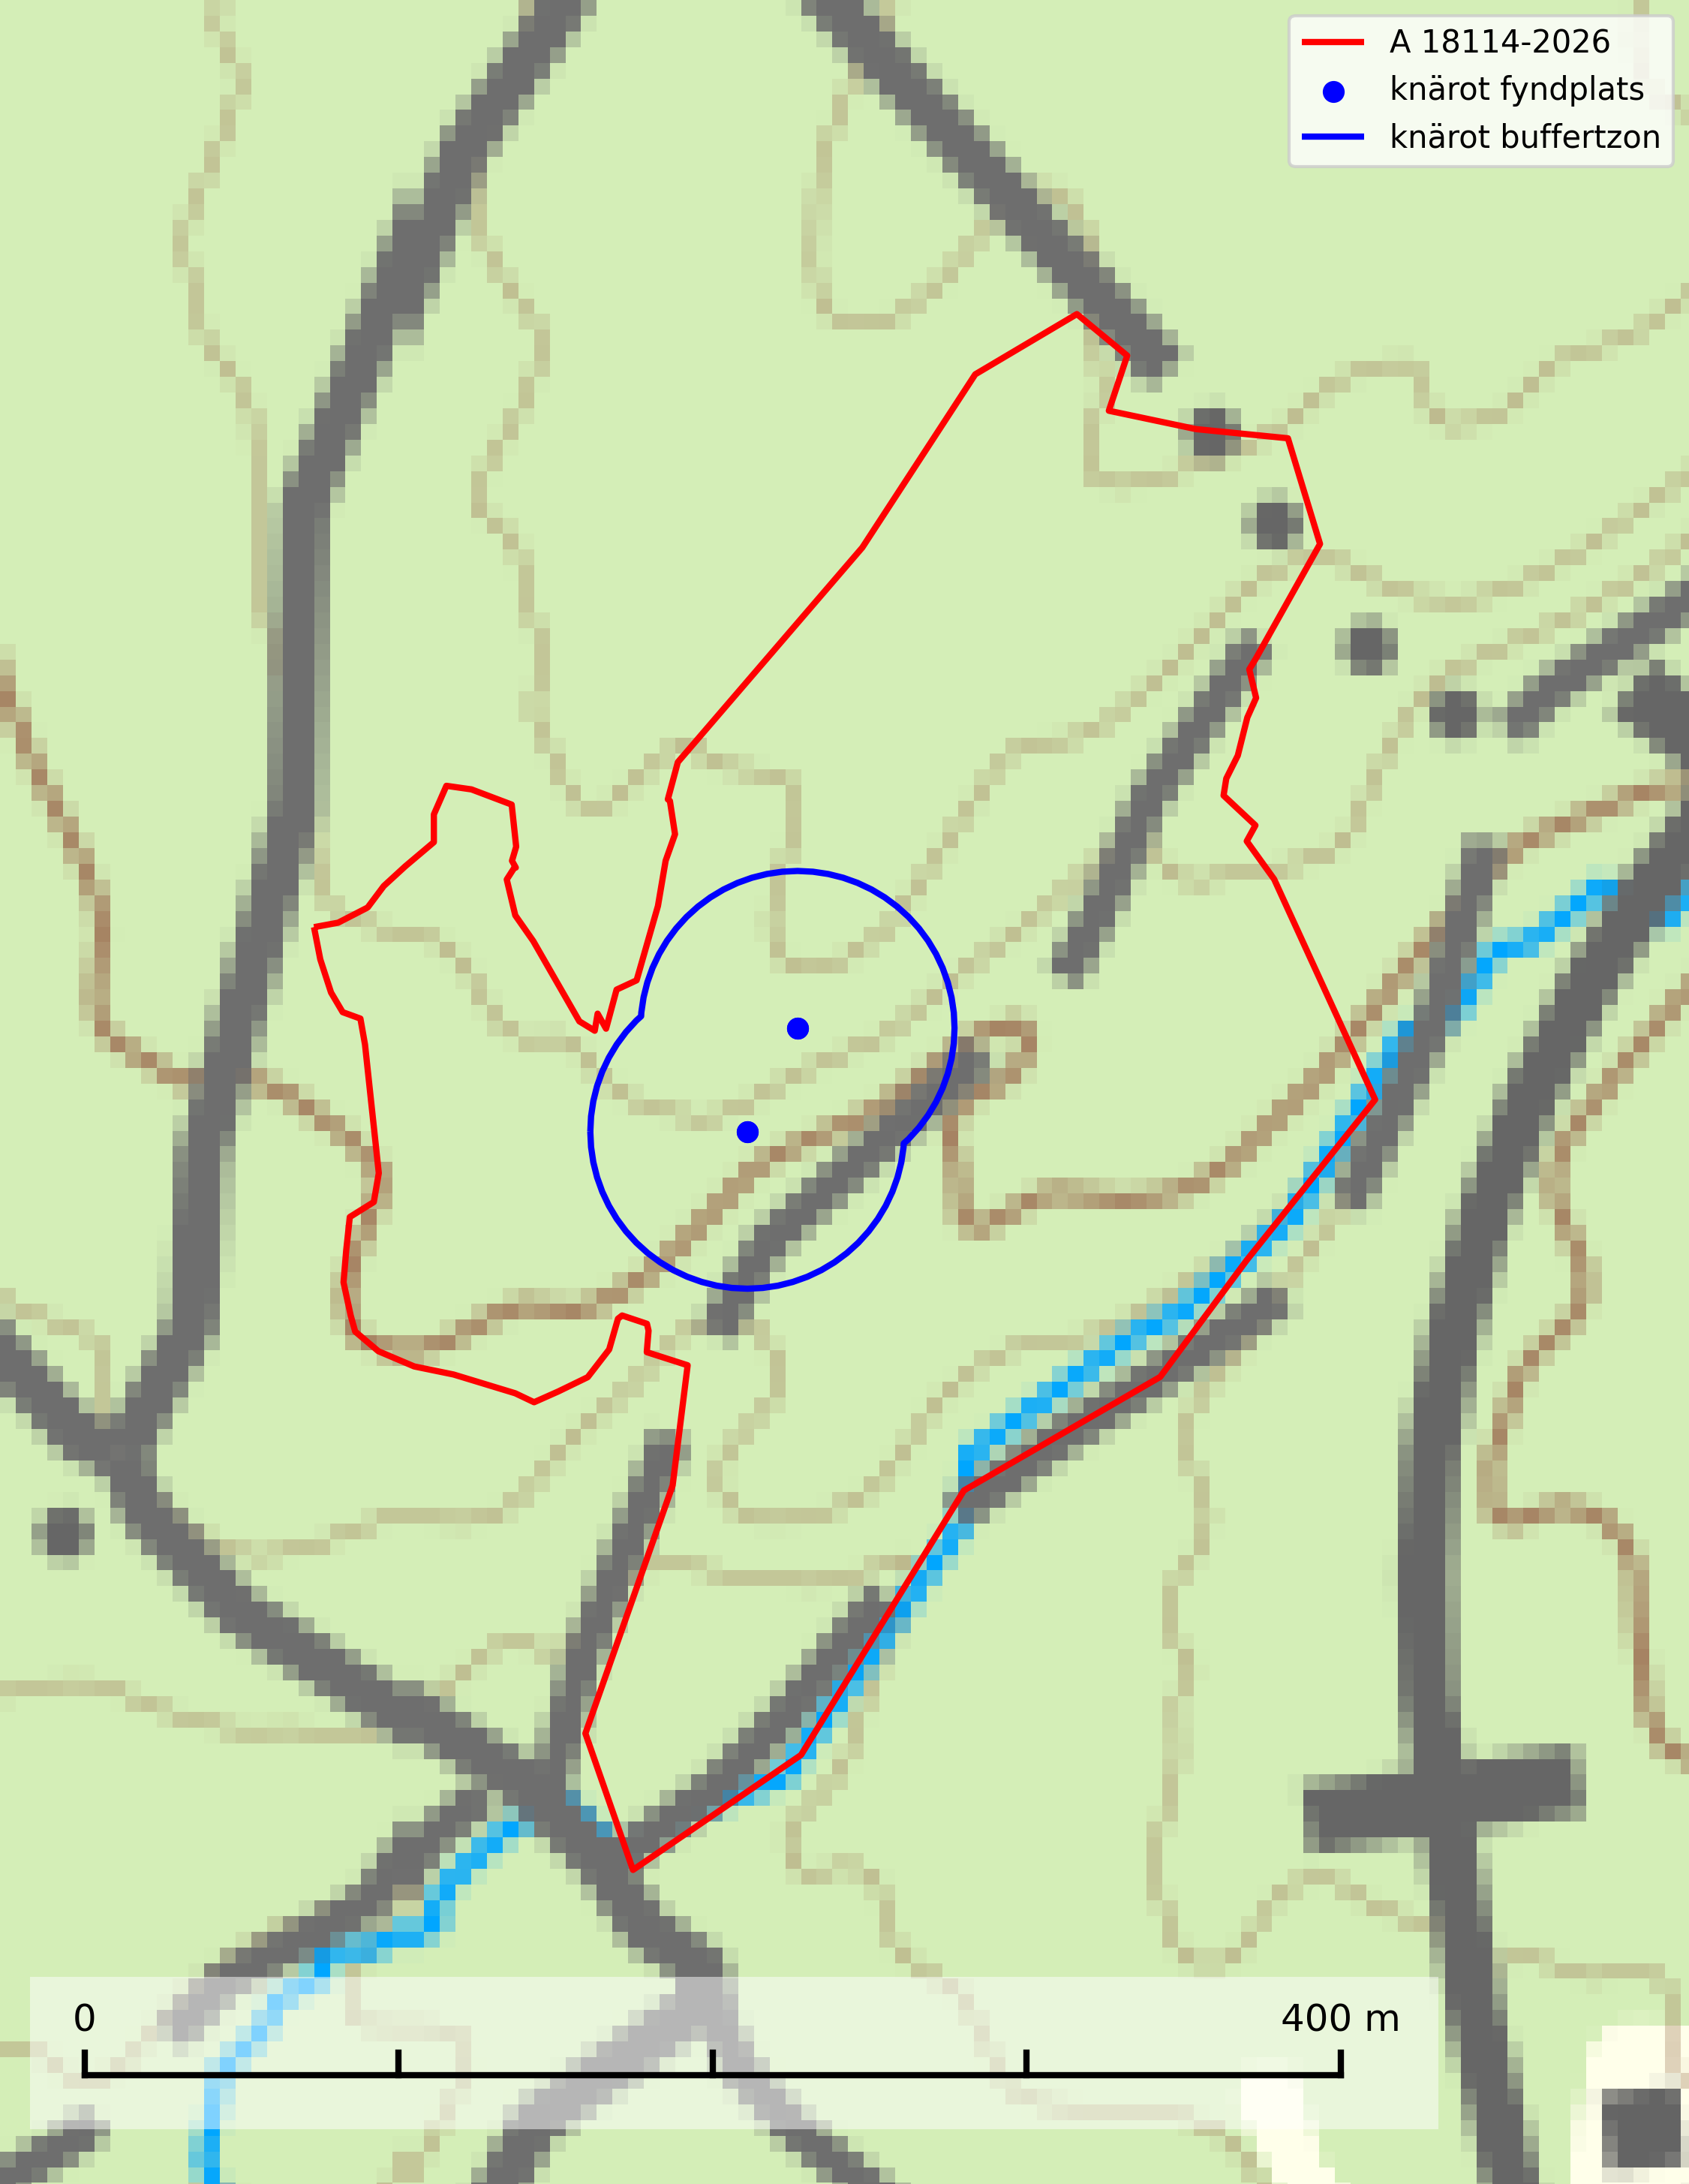 A 18114-2026
knärot fyndplats
knärot buffertzon
0 400 m